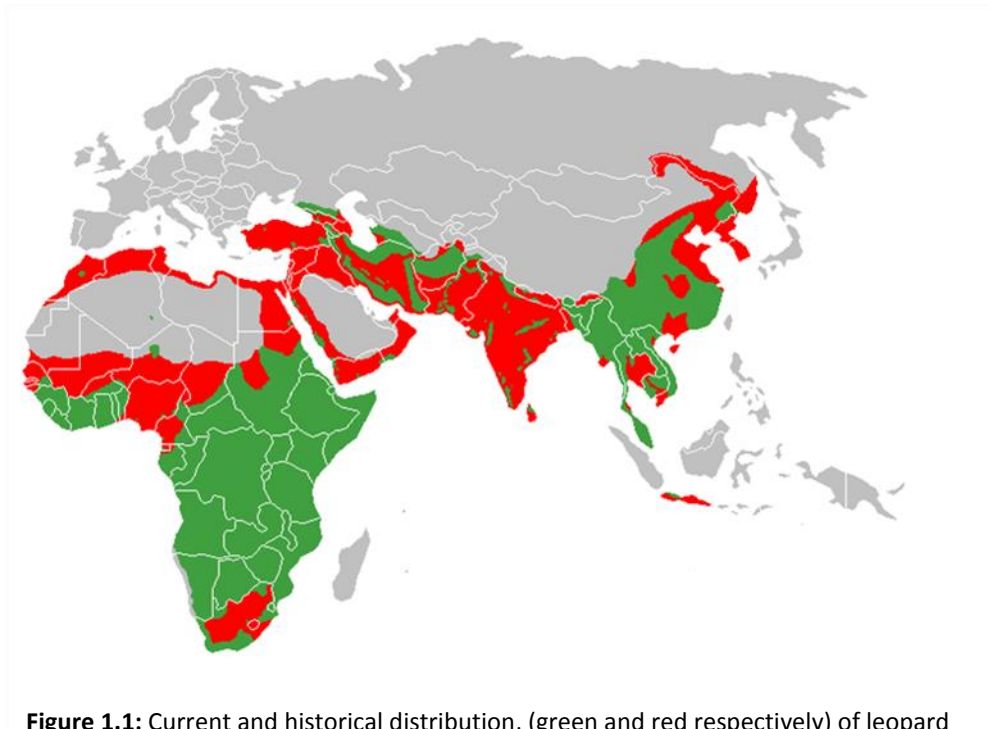 Figure 1.1: Current and historical distribution, (green and red respectively) of leopard